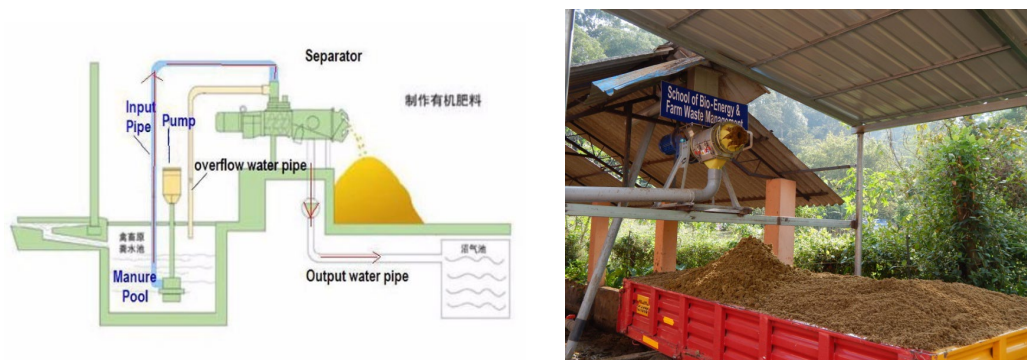 Separator
制作有机肥料
Input
Pipe
Pump
overflow water pipe
禽畜原
粪水池
沼气池
Manure
Pool
Output water pipe
School of Bio-Energy &
Farm Waste Management